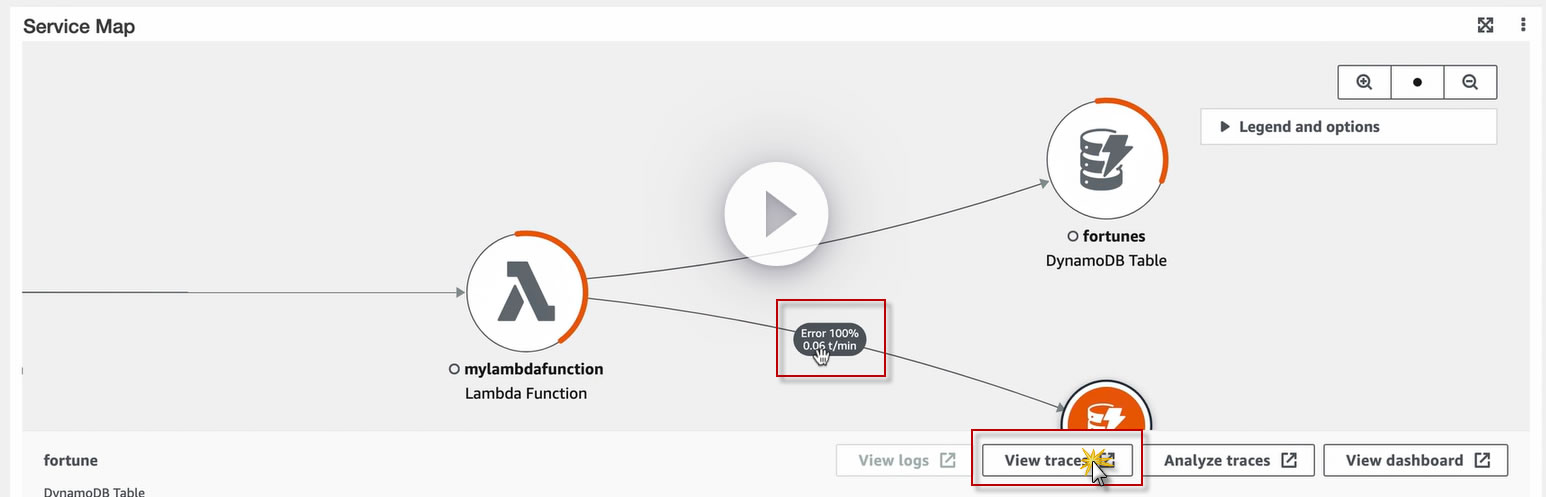 Service Map
Legend and options
fortunes
DynamoDB Table
Error 100%
0.06 t/min
mylambdafunction
Lambda Function
fortune
View logs
View traces
Analyze traces
View dashboard
DynamoDB Table